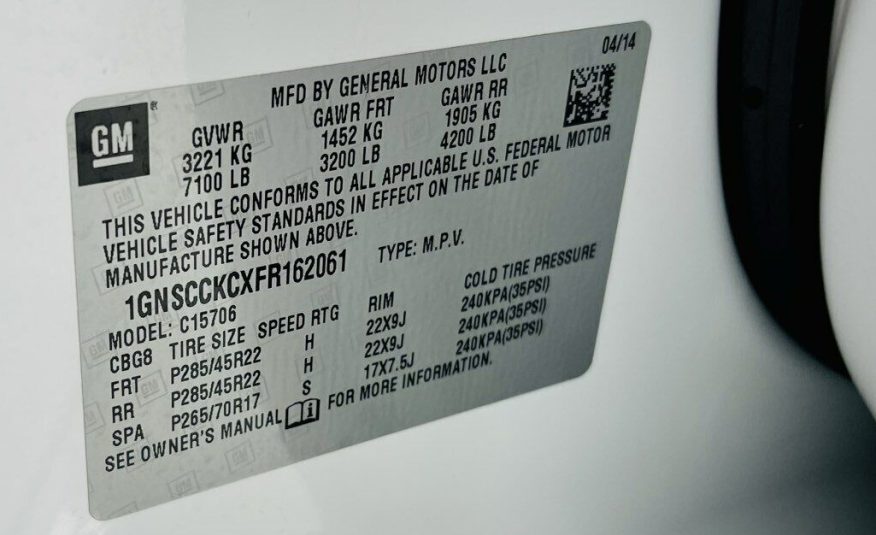 04/14
MFD BY GENERAL MOTORS LLC
GM ®
GVWR GAWR FRT GAWR RR
3221 KG 1452 KG 1905 KG
7100 LB 3200 LB 4200 LB
THIS VEHICLE CONFORMS TO ALL APPLICABLE U.S. FEDERAL MOTOR
VEHICLE SAFETY STANDARDS IN EFFECT ON THE DATE OF
MANUFACTURE SHOWN ABOVE.
1GNSCCKCXFR162061 TYPE: M.P.V.
MODEL: C15706
CBG8 TIRE SIZE SPEED RTG RIM COLD TIRE PRESSURE
FRT P285/45R22 H 22X9J 240KPA(35PSI)
RR P285/45R22 H 22X9J 240KPA(35PSI)
SPA P265/70R17 S 17X7.5J 240KPA(35PSI)
SEE OWNER'S MANUAL i FOR MORE INFORMATION.